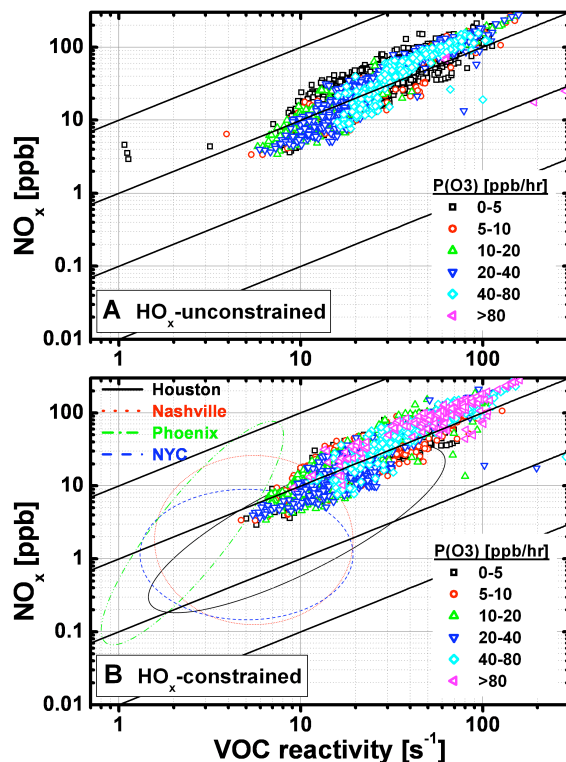 100
10
1
0.1
0.01
NOx [ppb]
P(O3) [ppb/hr]
0-5
5-10
10-20
20-40
40-80
>80
A HOx-unconstrained
1
10
100
Houston
Nashville
Phoenix
NYC
100
10
1
0.1
0.01
NOx [ppb]
P(O3) [ppb/hr]
0-5
5-10
10-20
20-40
40-80
>80
B HOx-constrained
1
10
100
VOC reactivity [s⁻¹]